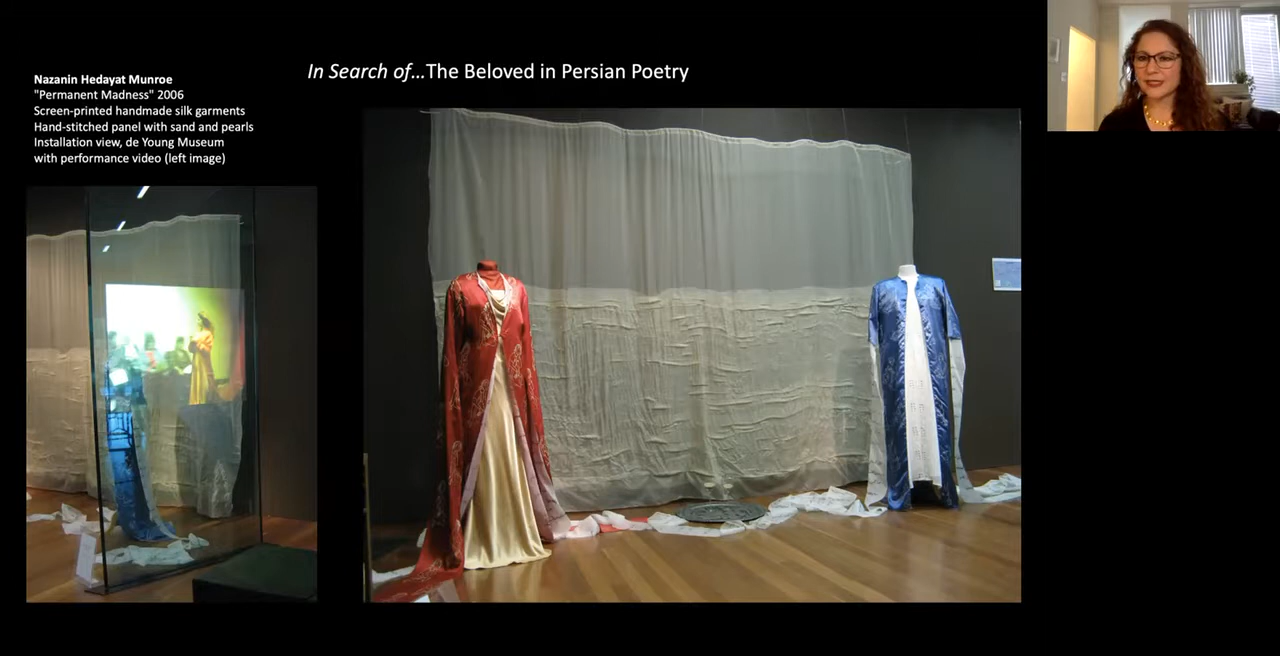 In Search of...The Beloved in Persian Poetry
Nazanin Hedayat Munroe
"Permanent Madness" 2006
Screen-printed handmade silk garments
Hand-stitched panel with sand and pearls
Installation view, de Young Museum
with performance video (left image)